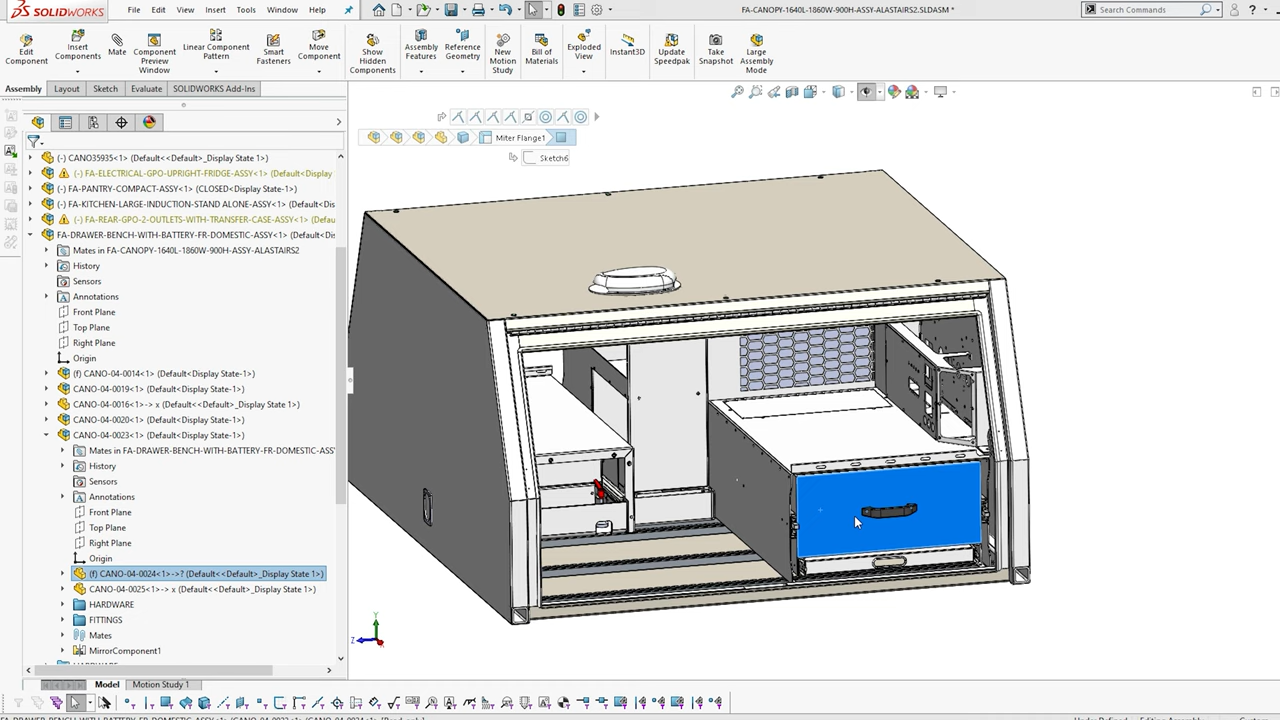 SOLIDWORKS
File Edit View Insert Tools Window Help
FA-CANOPY-1640L-1860W-900H-ASSY-ALASTAIRS2.SLDASM *
Search Commands
Edit Component
Insert Components
Mate
Component Preview Window
Linear Component Pattern
Smart Fasteners
Move Component
Show Hidden Components
Assembly Features
Reference Geometry
New Motion Study
Bill of Materials
Exploded View
Instant3D
Update Speedpak
Take Snapshot
Large Assembly Mode
Assembly Layout Sketch Evaluate SOLIDWORKS Add-Ins
Miter Flange1
Sketch6
(-) CANO35935<1> (Default<<Default>_Display State 1>)
(-) FA-ELECTRICAL-GPO-UPRIGHT-FRIDGE-ASSY<1> (Default<Display
(-) FA-PANTRY-COMPACT-ASSY<1> (CLOSED<Display State-1>)
(-) FA-KITCHEN-LARGE-INDUCTION-STAND ALONE-ASSY<1> (Defau
(-) FA-REAR-GPO-2-OUTLETS-WITH-TRANSFER-CASE-ASSY<1> (Defau
FA-DRAWER-BENCH-WITH-BATTERY-FR-DOMESTIC-ASSY<1> (Default<Dis
Mates in FA-CANOPY-1640L-1860W-900H-ASSY-ALASTAIRS2
History
Sensors
Annotations
Front Plane
Top Plane
Right Plane
Origin
(f) CANO-04-0014<1> (Default<Display State-1>)
CANO-04-0019<1> (Default<Display State-1>)
CANO-04-0016<1>-> x (Default<<Default>_Display State 1>)
CANO-04-0020<1> (Default<Display State-1>)
CANO-04-0023<1> (Default<Display State-1>)
Mates in FA-DRAWER-BENCH-WITH-BATTERY-FR-DOMESTIC-ASSY
History
Sensors
Annotations
Front Plane
Top Plane
Right Plane
Origin
(f) CANO-04-0024<1>->? (Default<<Default>_Display State 1>)
CANO-04-0025<1>-> x (Default<<Default>_Display State 1>)
HARDWARE
FITTINGS
Mates
MirrorComponent1
Y
Z
Model Motion Study 1